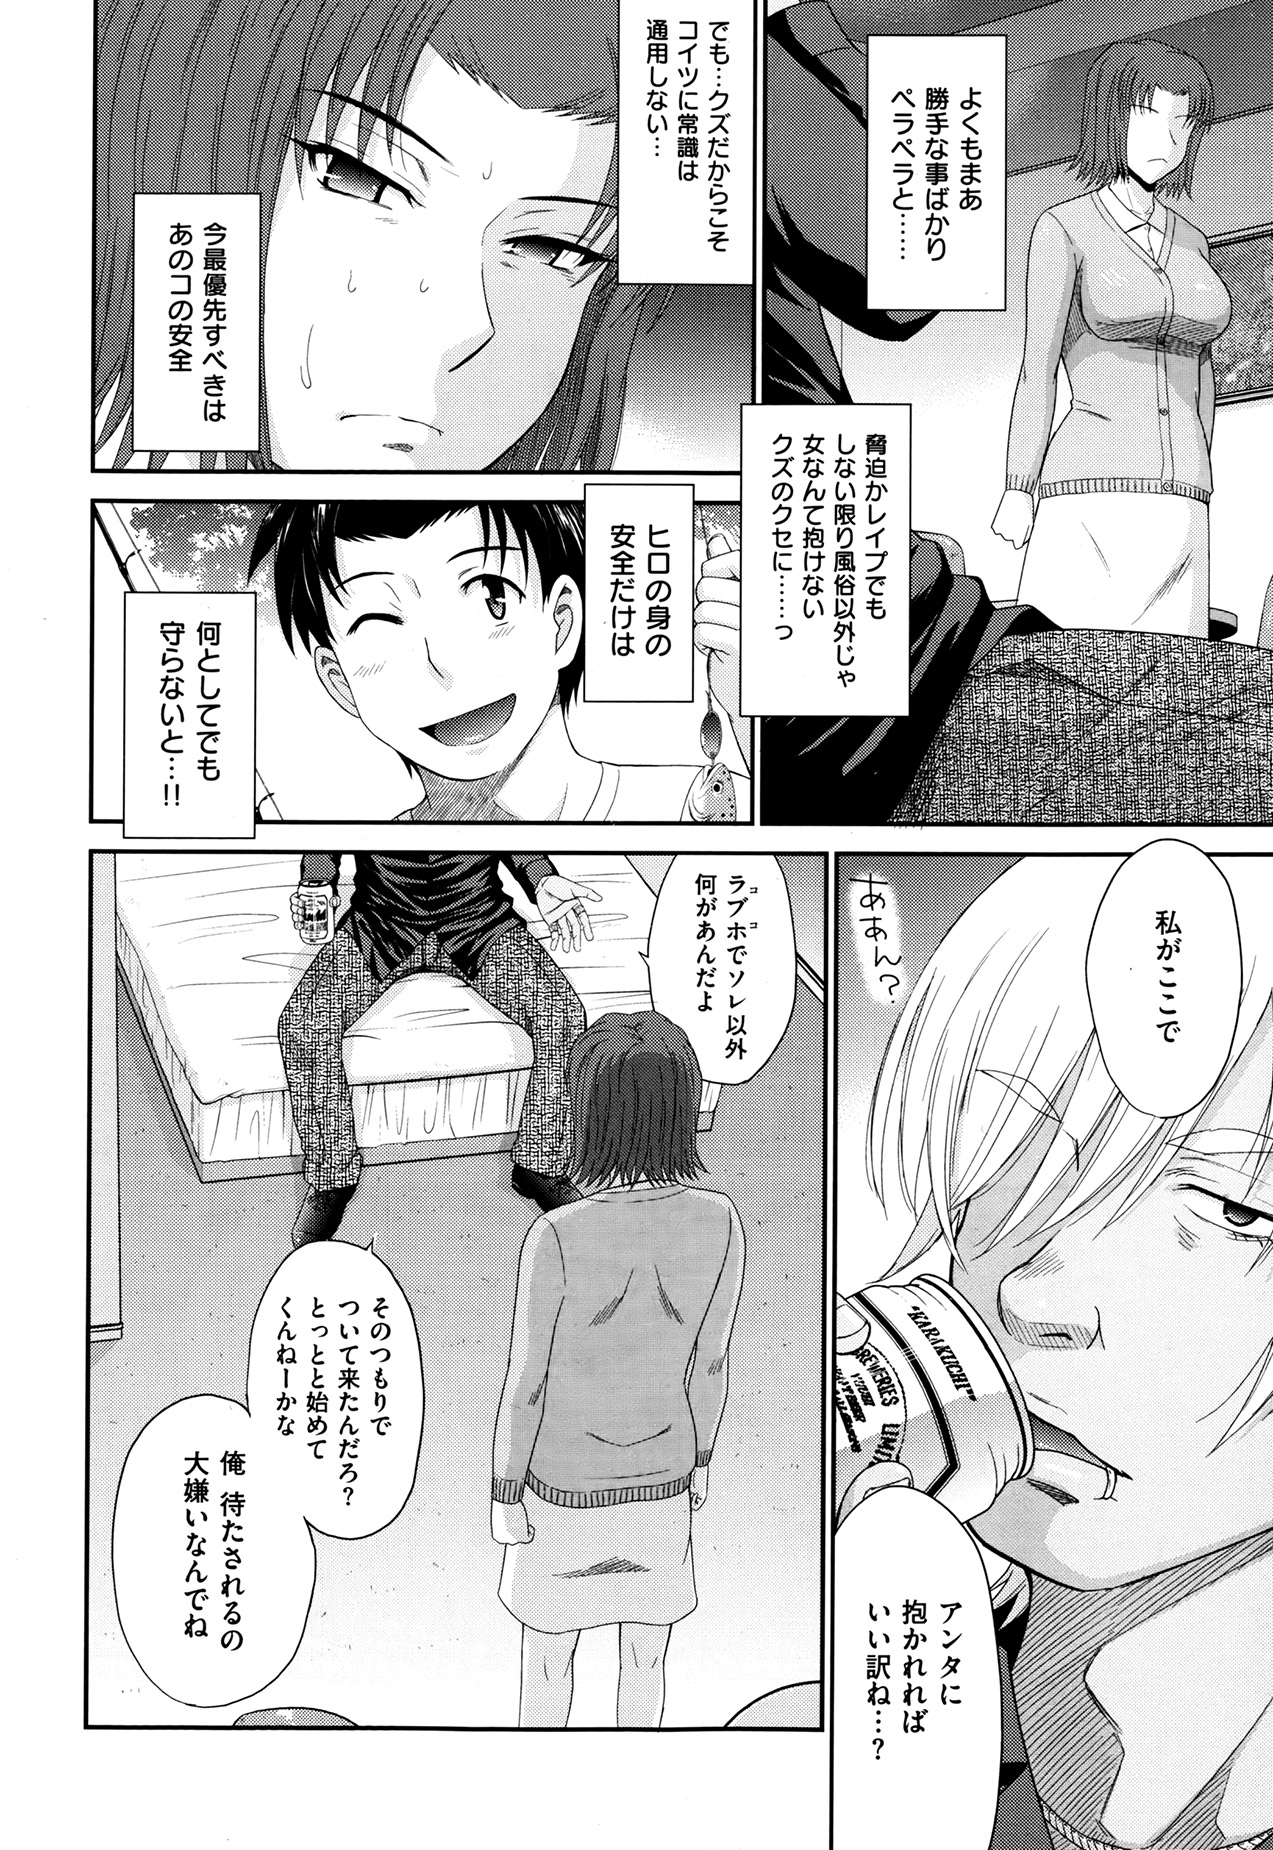 よくもまあ
勝手な事ばかり
ペラペラと……
脅迫かレイプでも
しない限り風俗以外じゃ
女なんて抱けない
クズのクセに……っ
でも…クズだからこそ
コイツに常識は
通用しない…
今最優先すべきは
あのコの安全
ヒロの身の
安全だけは
何としてでも
守らないと…!!
私がここで
ああん?
"KARAKUCHI"
アンタに
抱かれれば
いい訳ね…?
ココ
ラブホでソレ以外
何があんだよ
そのつもりで
ついて来たんだろ?
とっとと始めて
くんねーかな
俺 待たされるの
大嫌いなんでね